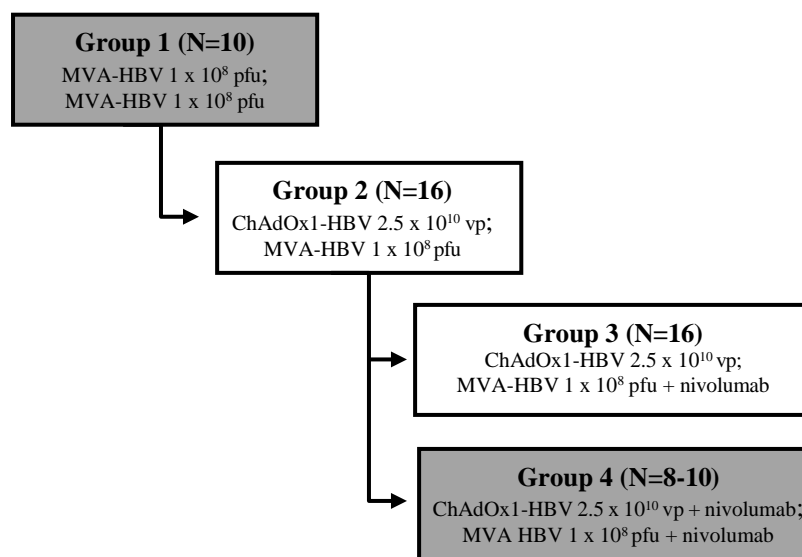 Group 1 (N=10)
MVA-HBV 1 x 10⁸ pfu;
MVA-HBV 1 x 10⁸ pfu
Group 2 (N=16)
ChAdOx1-HBV 2.5 x 10¹⁰ vp;
MVA-HBV 1 x 10⁸ pfu
Group 3 (N=16)
ChAdOx1-HBV 2.5 x 10¹⁰ vp;
MVA-HBV 1 x 10⁸ pfu + nivolumab
Group 4 (N=8-10)
ChAdOx1-HBV 2.5 x 10¹⁰ vp + nivolumab;
MVA HBV 1 x 10⁸ pfu + nivolumab